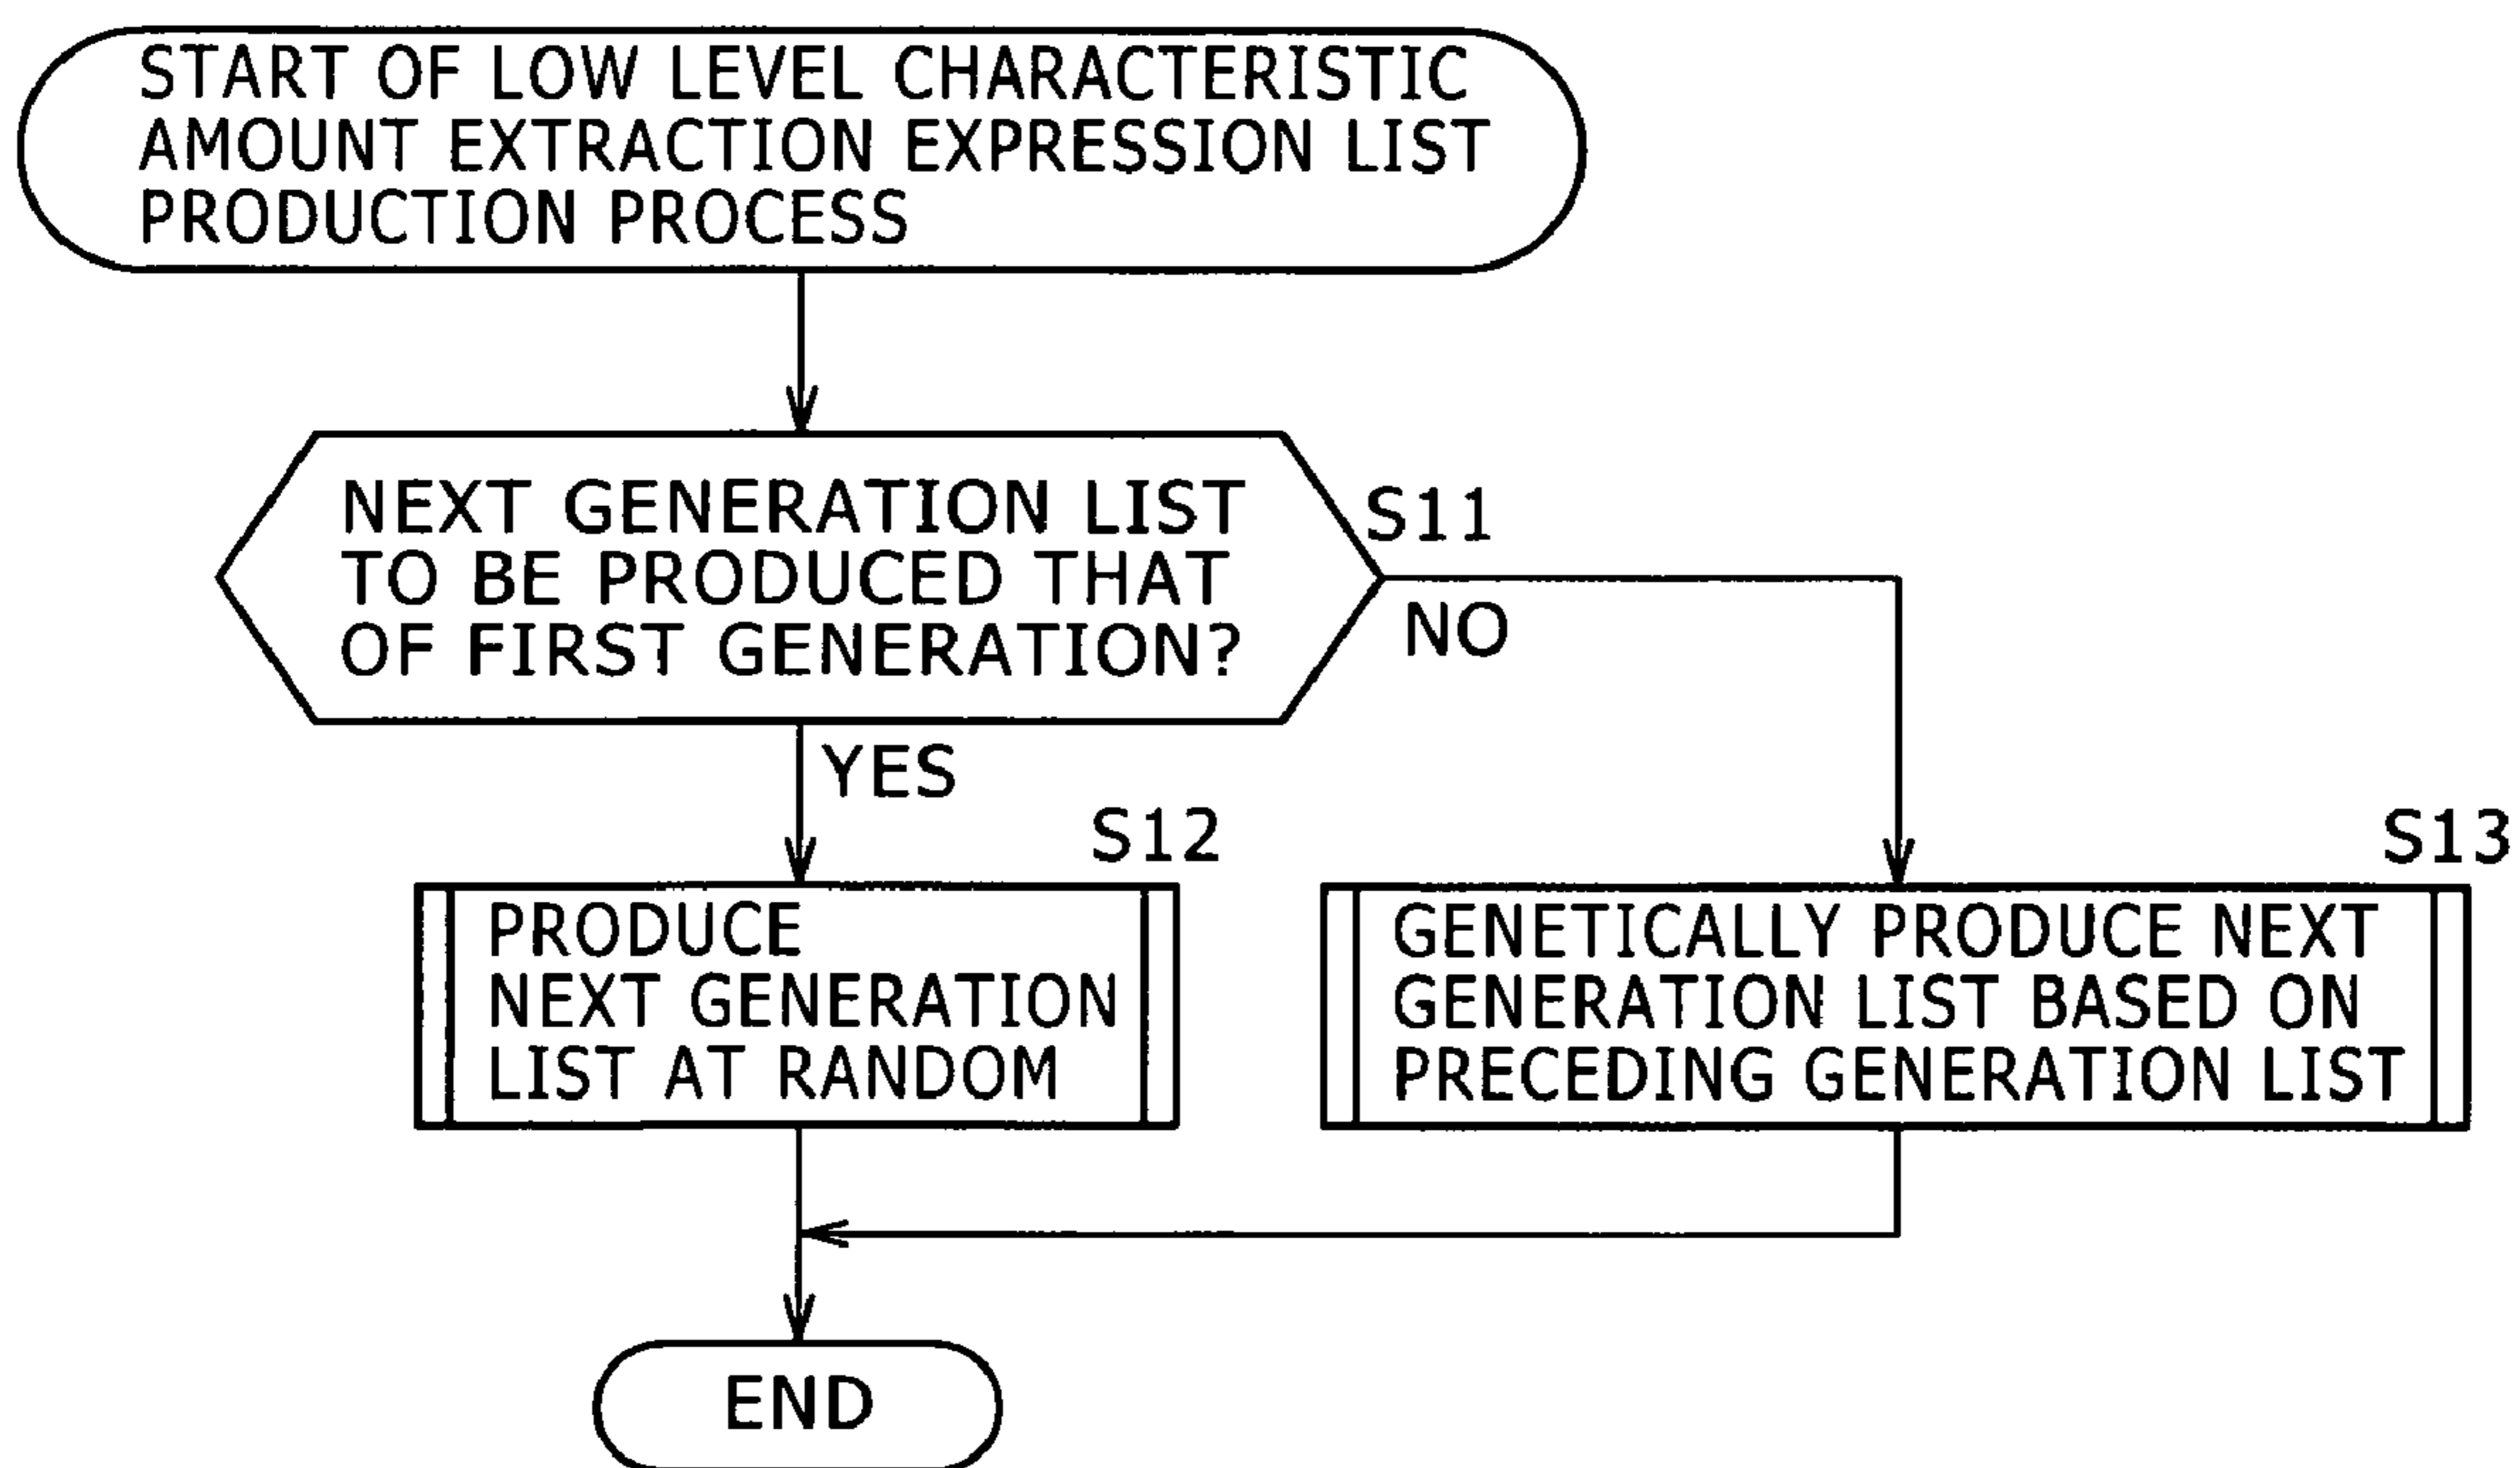 START OF LOW LEVEL CHARACTERISTIC
AMOUNT EXTRACTION EXPRESSION LIST
PRODUCTION PROCESS
NEXT GENERATION LIST
TO BE PRODUCED THAT
OF FIRST GENERATION?
S11
NO
YES
S12
PRODUCE
NEXT GENERATION
LIST AT RANDOM
S13
GENETICALLY PRODUCE NEXT
GENERATION LIST BASED ON
PRECEDING GENERATION LIST
END